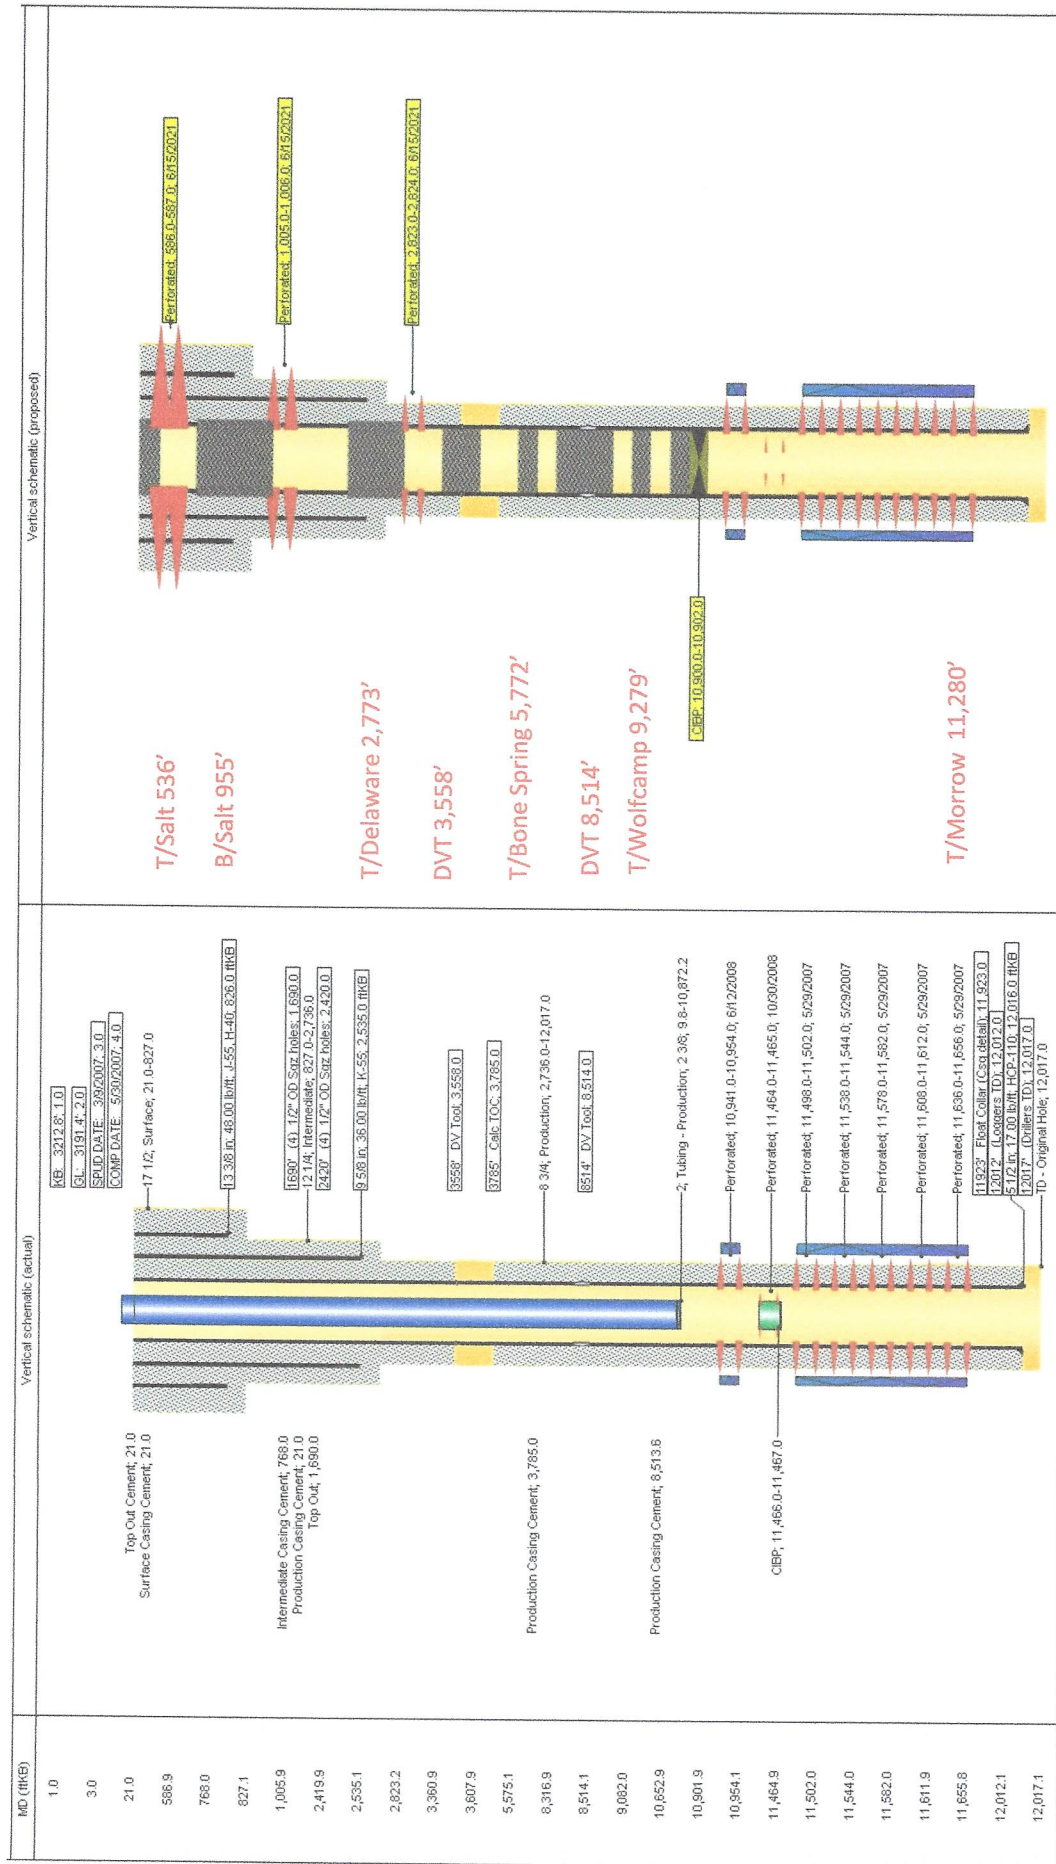 MD (ftKB)
Vertical schematic (actual)
Vertical schematic (proposed)
1.0
3.0
21.0
586.9
768.0
827.1
1,005.9
2,419.9
2,535.1
2,823.2
3,360.9
3,607.9
5,575.1
8,316.9
8,514.1
9,082.0
10,652.9
10,901.9
10,954.1
11,464.9
11,502.0
11,544.0
11,582.0
11,611.9
11,655.8
12,012.1
12,017.1
Top Out Cement; 21.0
Surface Casing Cement; 21.0
Intermediate Casing Cement; 768.0
Production Casing Cement; 21.0
Top Out; 1,690.0
Production Casing Cement; 3,785.0
Production Casing Cement; 8,513.6
CIBP; 11,466.0-11,467.0
KB: 3212.8'; 1.0
GL: 3191.4'; 2.0
SPUD DATE: 3/9/2007; 3.0
COMP DATE: 5/30/2007; 4.0
17 1/2; Surface; 21.0-827.0
13 3/8 in; 48.00 lb/ft; J-55, H-40; 826.0 ftKB
1690' (4) 1/2" OD Sqz holes; 1,690.0
12 1/4; Intermediate; 827.0-2,736.0
2420' (4) 1/2" OD Sqz holes; 2,420.0
9 5/8 in; 36.00 lb/ft; K-55; 2,535.0 ftKB
3558' DV Tool; 3,558.0
3785' Calc TOC; 3,785.0
8 3/4; Production; 2,736.0-12,017.0
8514' DV Tool; 8,514.0
2; Tubing - Production; 2 3/8; 9.8-10,872.2
Perforated; 10,941.0-10,954.0; 6/12/2008
Perforated; 11,464.0-11,465.0; 10/30/2008
Perforated; 11,498.0-11,502.0; 5/29/2007
Perforated; 11,538.0-11,544.0; 5/29/2007
Perforated; 11,578.0-11,582.0; 5/29/2007
Perforated; 11,608.0-11,612.0; 5/29/2007
Perforated; 11,636.0-11,656.0; 5/29/2007
11923' Float Collar (Csg detail); 11,923.0
12012' (Loggers TD); 12,012.0
5 1/2 in; 17.00 lb/ft; HCP-110; 12,016.0 ftKB
12017' (Drillers TD); 12,017.0
TD - Original Hole; 12,017.0
T/Salt 536'
B/Salt 955'
T/Delaware 2,773'
DVT 3,558'
T/Bone Spring 5,772'
DVT 8,514'
T/Wolfcamp 9,279'
T/Morrow 11,280'
CIBP; 10,900.0-10,902.0
Perforated; 586.0-587.0; 6/15/2021
Perforated; 1,005.0-1,006.0; 6/15/2021
Perforated; 2,823.0-2,824.0; 6/15/2021